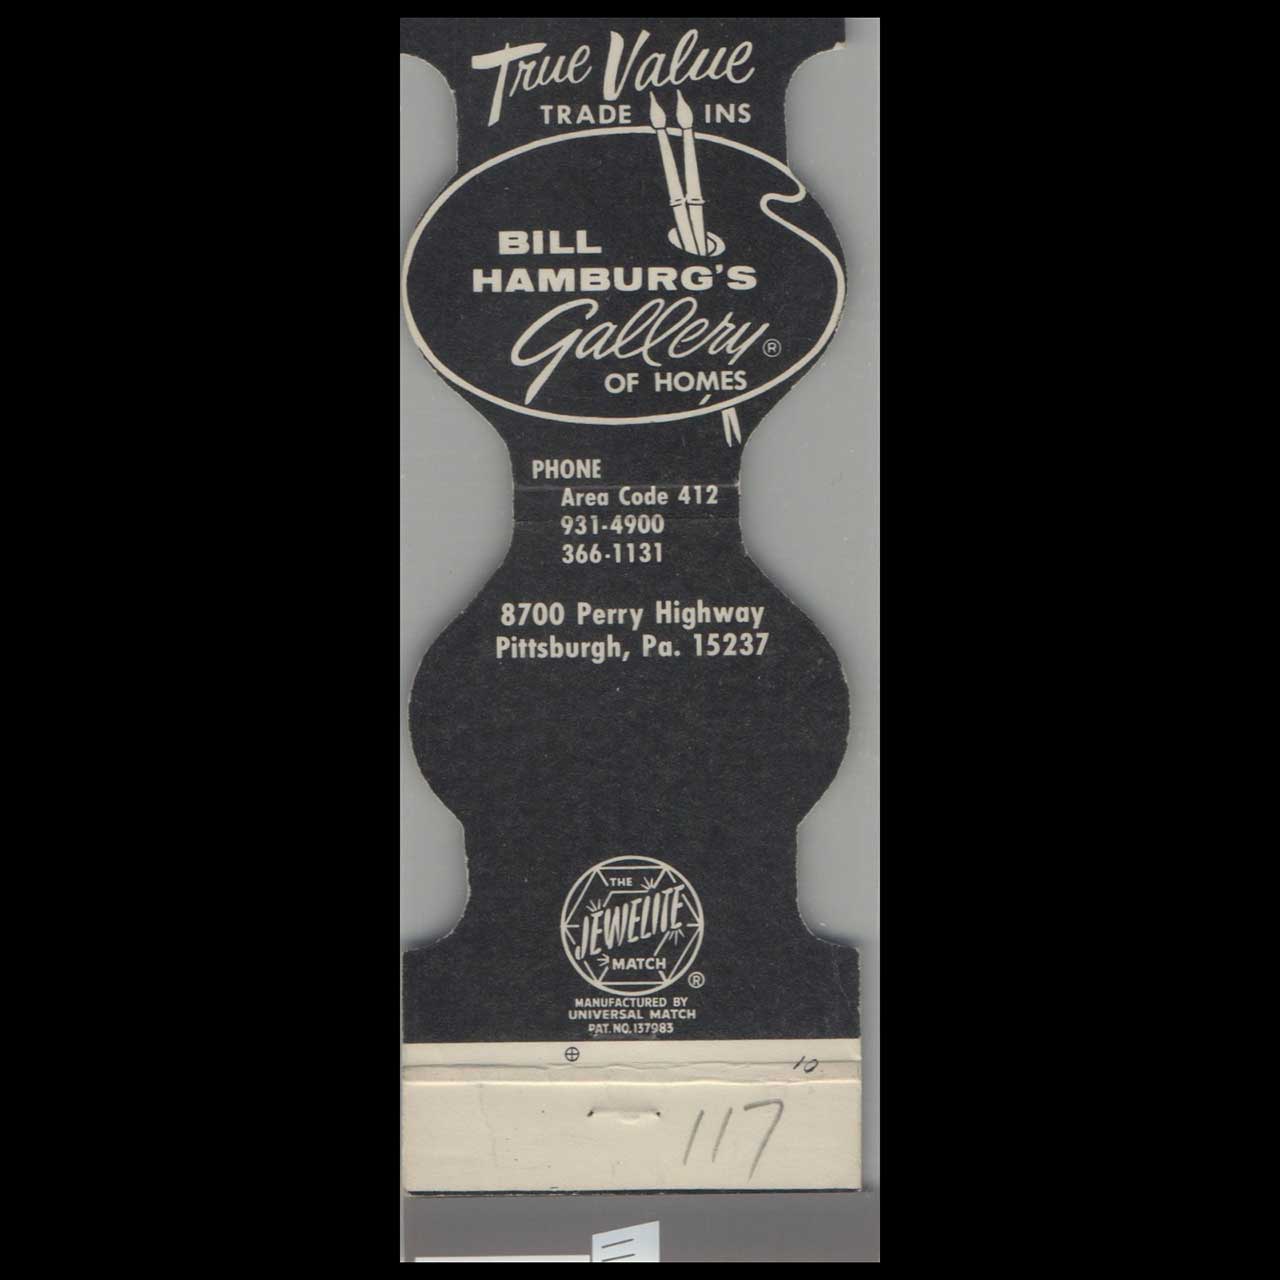 True Value
TRADE INS
BILL
HAMBURG'S
Gallery ®
OF HOMES
PHONE
Area Code 412
931-4900
366-1131
8700 Perry Highway
Pittsburgh, Pa. 15237
THE
JEWELITE
MATCH
®
MANUFACTURED BY
UNIVERSAL MATCH
PAT. NO. 137983
10
117